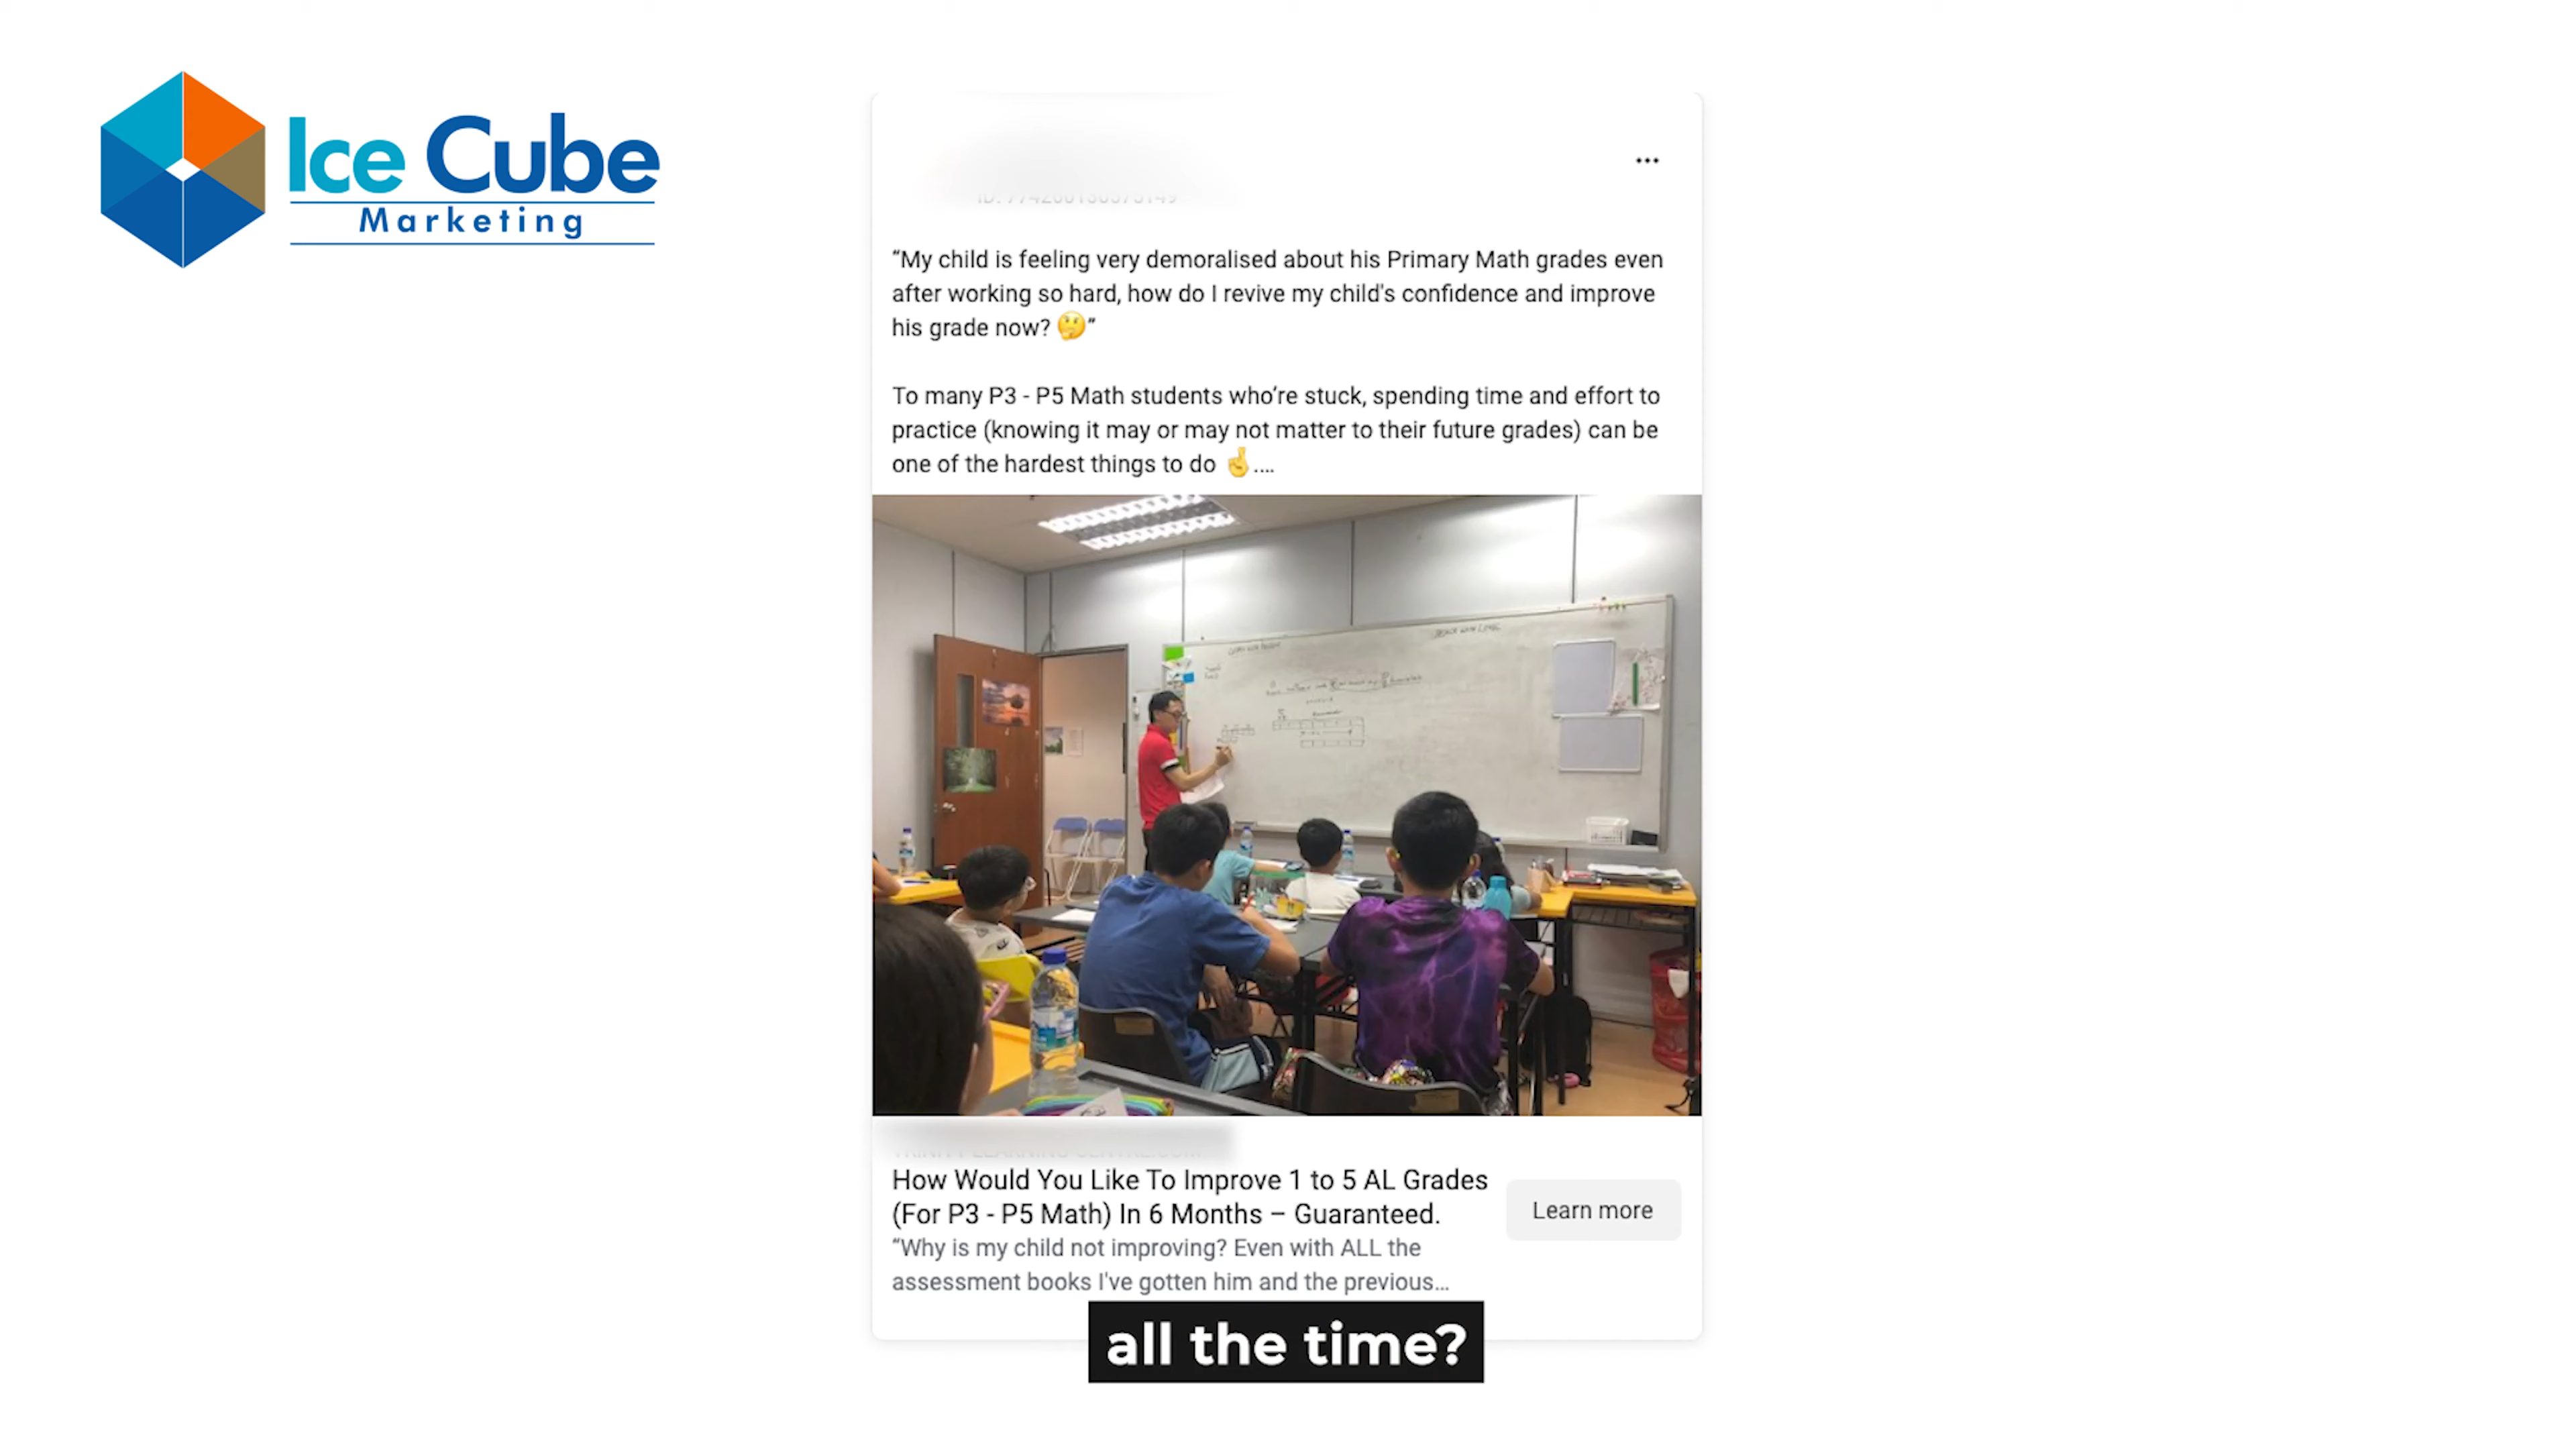 Ice Cube
Marketing
“My child is feeling very demoralised about his Primary Math grades even
after working so hard, how do I revive my child's confidence and improve
his grade now? 🤔”
To many P3 - P5 Math students who’re stuck, spending time and effort to
practice (knowing it may or may not matter to their future grades) can be
one of the hardest things to do 🤞....
How Would You Like To Improve 1 to 5 AL Grades
(For P3 - P5 Math) In 6 Months – Guaranteed.
Learn more
“Why is my child not improving? Even with ALL the
assessment books I've gotten him and the previous...
all the time?